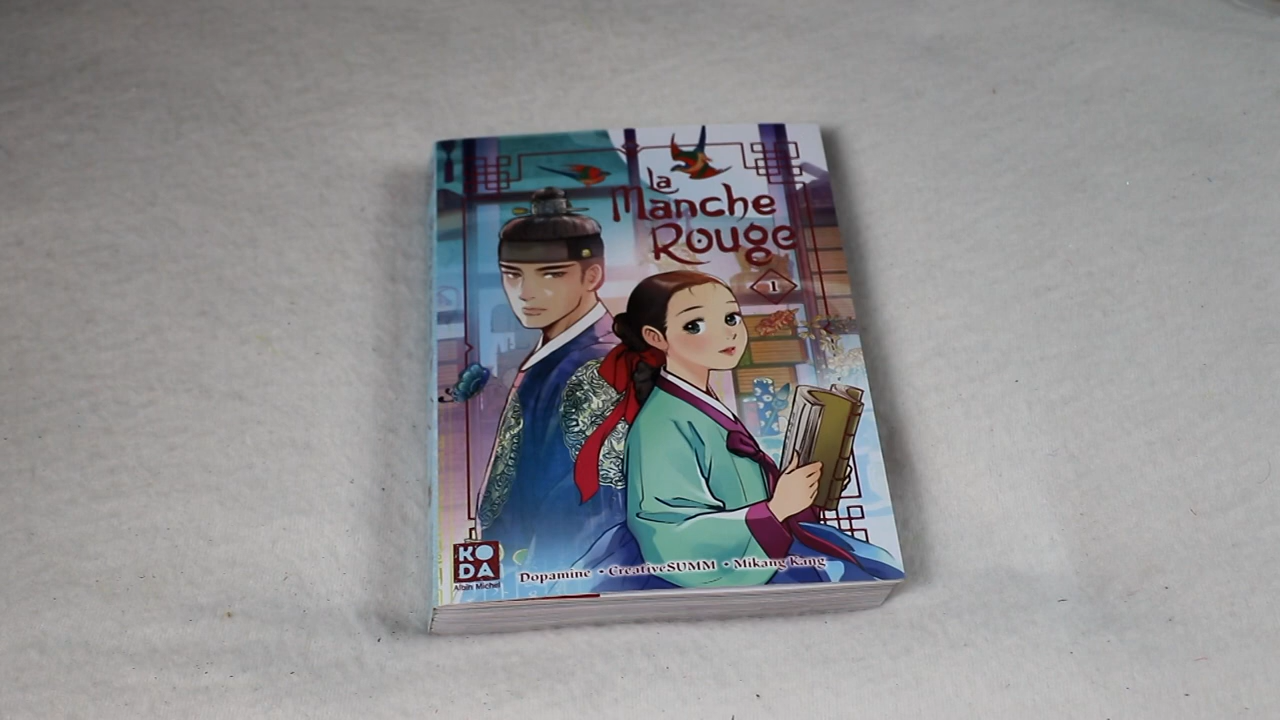 la
Manche
Rouge
1
KO
DA
Albin Michel
Dopamine • CreativeSUMM • Mikang Kang